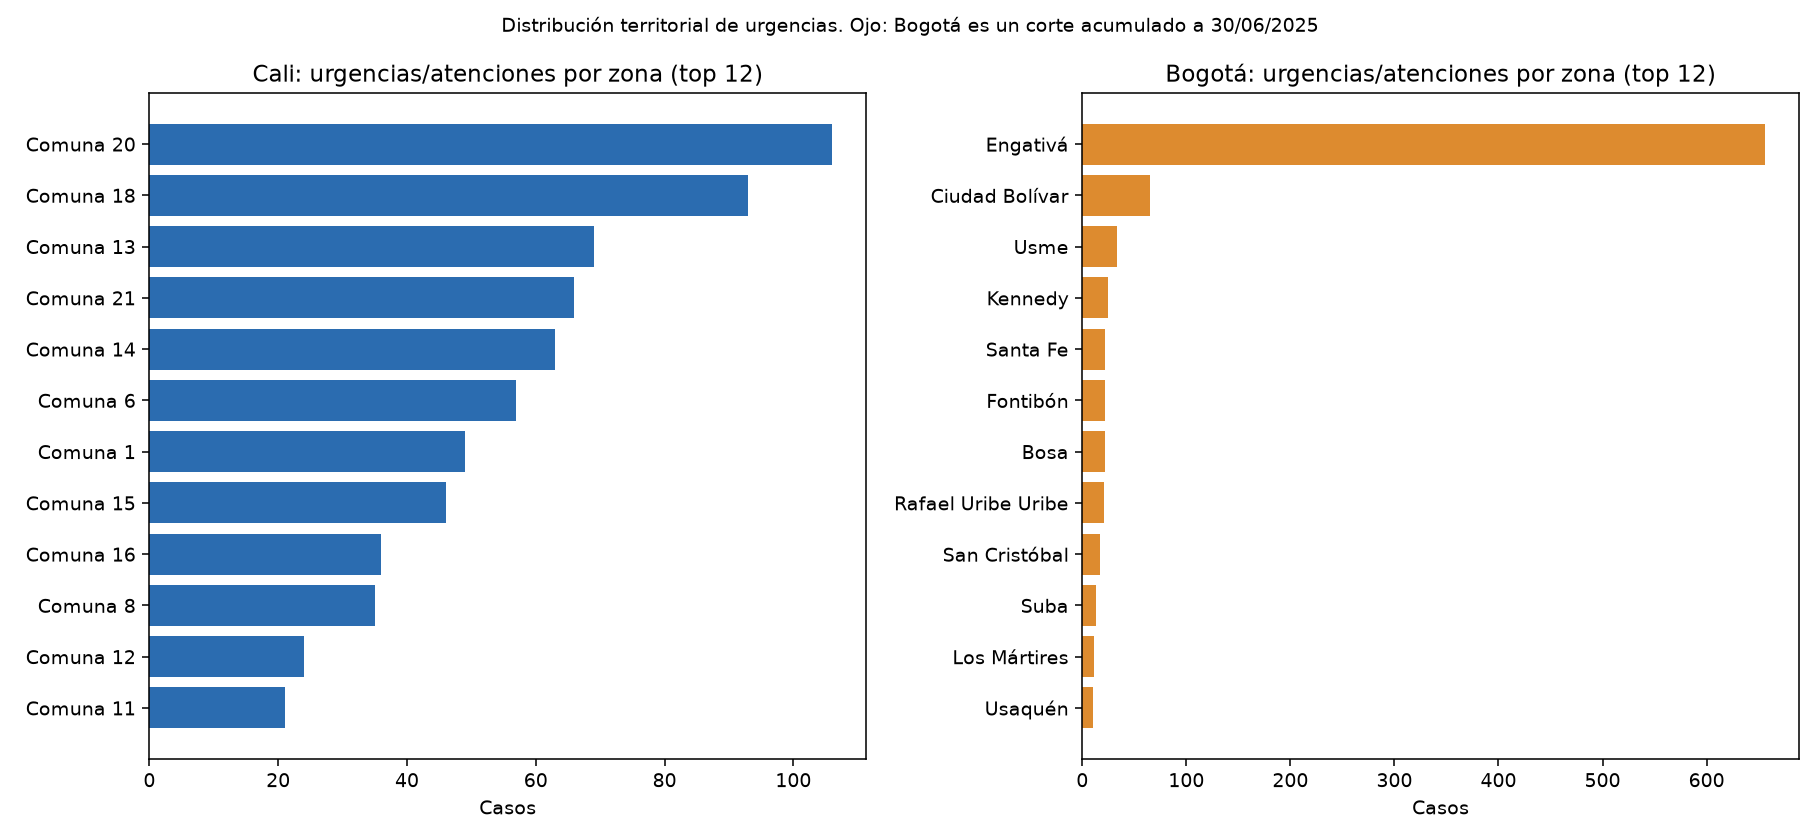 Distribución territorial de urgencias. Ojo: Bogotá es un corte acumulado a 30/06/2025
Cali: urgencias/atenciones por zona (top 12)
Comuna 20
Comuna 18
Comuna 13
Comuna 21
Comuna 14
Comuna 6
Comuna 1
Comuna 15
Comuna 16
Comuna 8
Comuna 12
Comuna 11
0 20 40 60 80 100
Casos
Bogotá: urgencias/atenciones por zona (top 12)
Engativá
Ciudad Bolívar
Usme
Kennedy
Santa Fe
Fontibón
Bosa
Rafael Uribe Uribe
San Cristóbal
Suba
Los Mártires
Usaquén
0 100 200 300 400 500 600
Casos